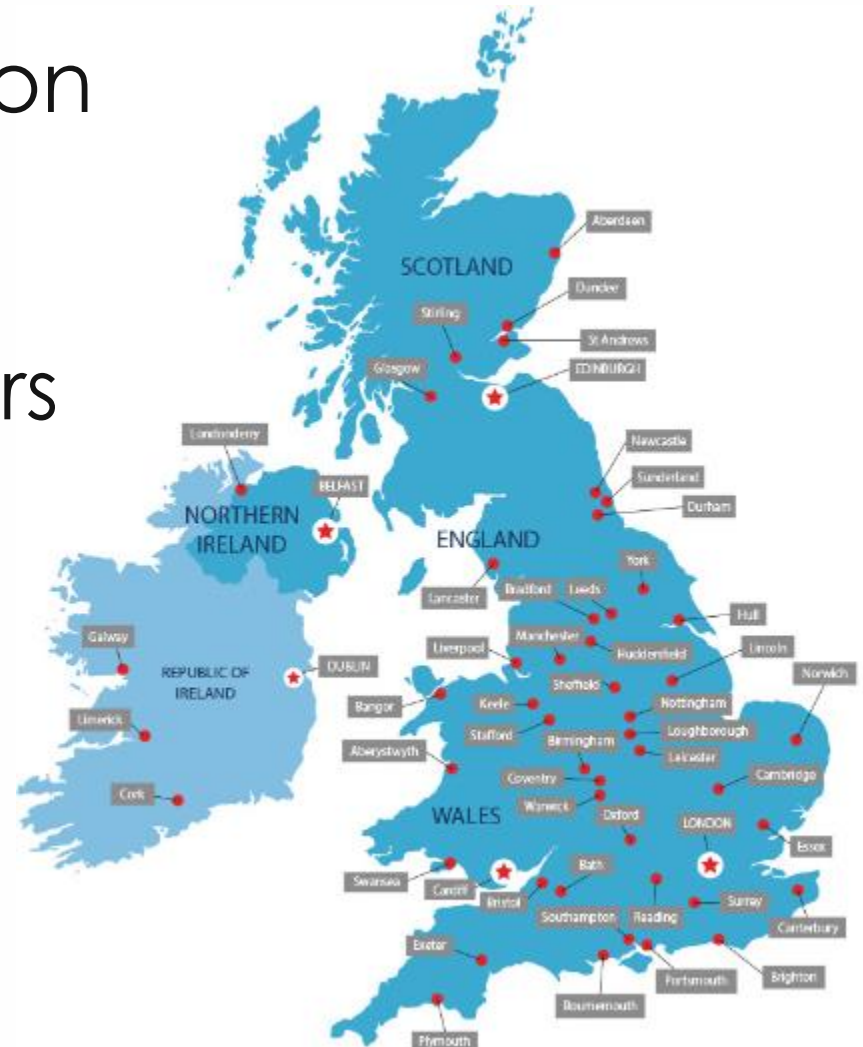 on
rs
Aberdeen
SCOTLAND
Dundee
Stirling
St Andrews
Glasgow
EDINBURGH
Londonderry
Newcastle
Sunderland
BELFAST
Durham
NORTHERN
IRELAND
ENGLAND
York
Lancaster
Bradford
Leeds
Hull
Galway
Liverpool
Manchester
Huddersfield
Lincoln
REPUBLIC OF
IRELAND
DUBLIN
Norwich
Sheffield
Bangor
Keele
Nottingham
Limerick
Stafford
Loughborough
Birmingham
Aberystwyth
Leicester
Coventry
Cambridge
Cork
Warwick
WALES
Oxford
LONDON
Essex
Bath
Swansea
Cardiff
Bristol
Surrey
Southampton
Reading
Canterbury
Exeter
Portsmouth
Brighton
Bournemouth
Plymouth